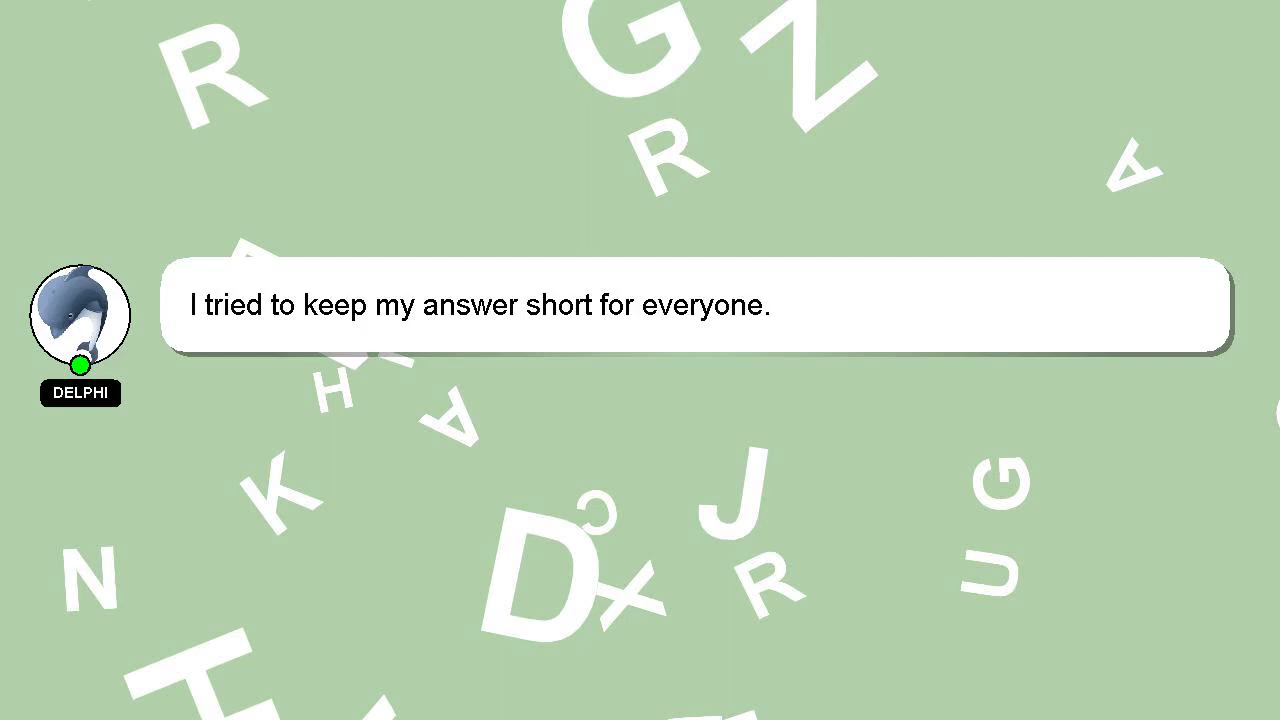 R
G
Z
R
A
I tried to keep my answer short for everyone.
DELPHI
H
A
K
J
G
C
D
N
X
R
U